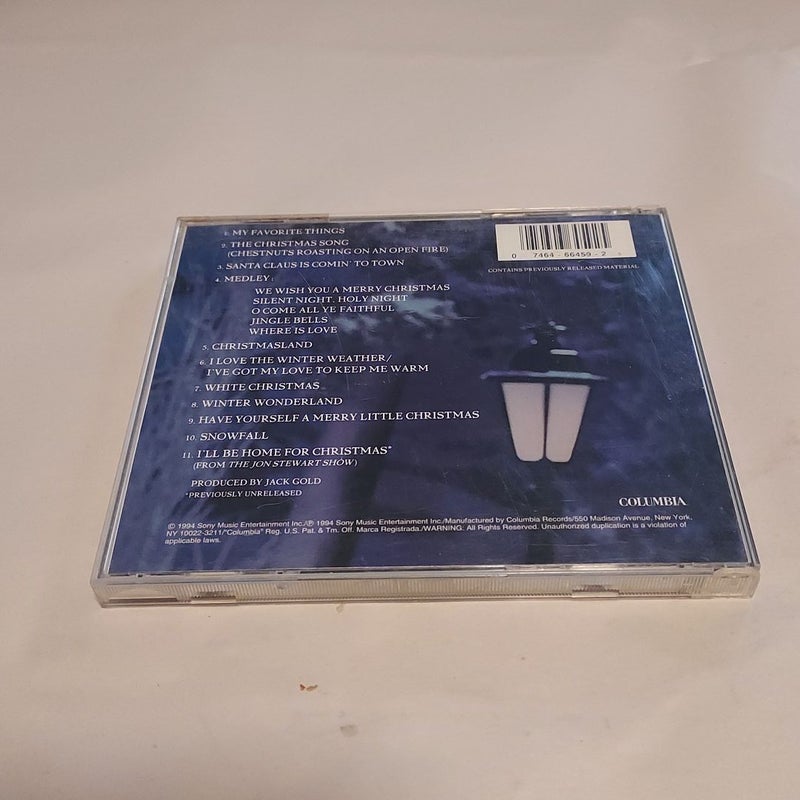 1. MY FAVORITE THINGS
2. THE CHRISTMAS SONG
(CHESTNUTS ROASTING ON AN OPEN FIRE)
3. SANTA CLAUS IS COMIN' TO TOWN
4. MEDLEY:
WE WISH YOU A MERRY CHRISTMAS
SILENT NIGHT, HOLY NIGHT
O COME ALL YE FAITHFUL
JINGLE BELLS
WHERE IS LOVE
5. CHRISTMASLAND
6. I LOVE THE WINTER WEATHER/
I'VE GOT MY LOVE TO KEEP ME WARM
7. WHITE CHRISTMAS
8. WINTER WONDERLAND
9. HAVE YOURSELF A MERRY LITTLE CHRISTMAS
10. SNOWFALL
11. I'LL BE HOME FOR CHRISTMAS*
(FROM THE JON STEWART SHOW)
PRODUCED BY JACK GOLD
*PREVIOUSLY UNRELEASED
0 7464 66459-2
CONTAINS PREVIOUSLY RELEASED MATERIAL.
COLUMBIA
© 1994 Sony Music Entertainment Inc./℗ 1994 Sony Music Entertainment Inc./Manufactured by Columbia Records/550 Madison Avenue, New York,
NY 10022-3211/"Columbia" Reg. U.S. Pat. & Tm. Off. Marca Registrada./WARNING: All Rights Reserved. Unauthorized duplication is a violation of
applicable laws.